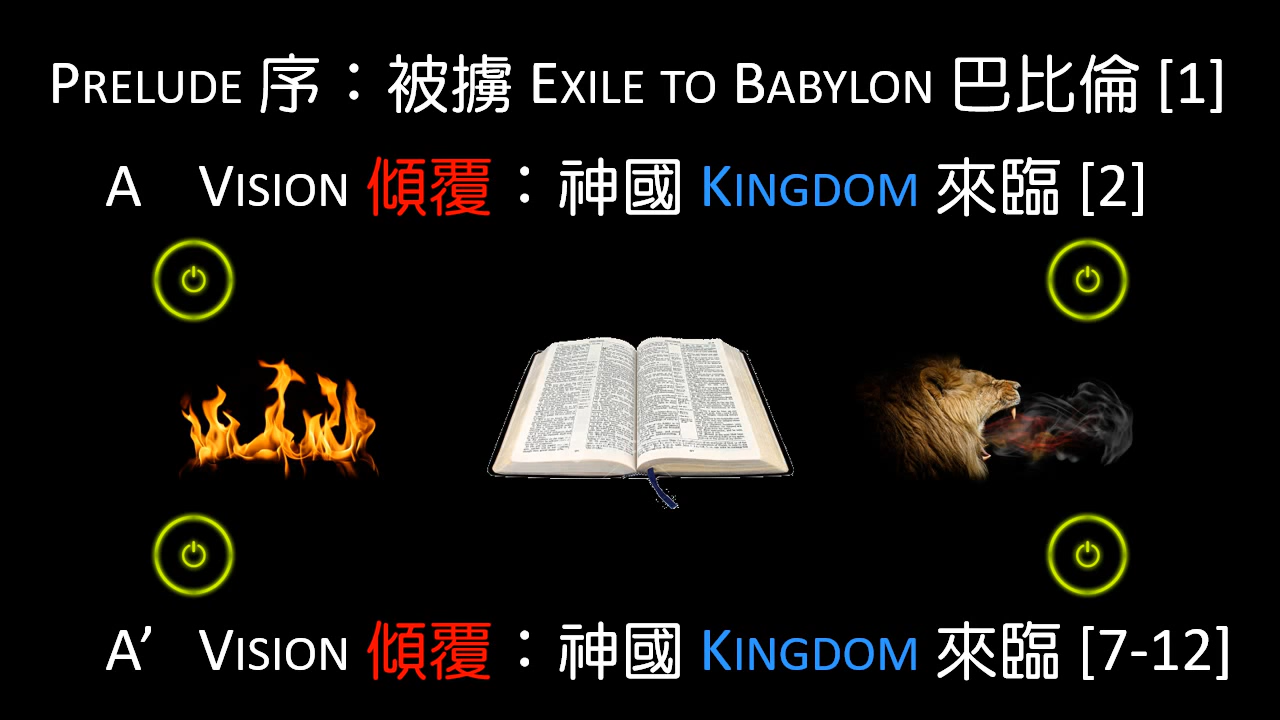 PRELUDE 序：被擄 EXILE TO BABYLON 巴比倫 [1]
A VISION 傾覆：神國 KINGDOM 來臨 [2]
A’ VISION 傾覆：神國 KINGDOM 來臨 [7-12]